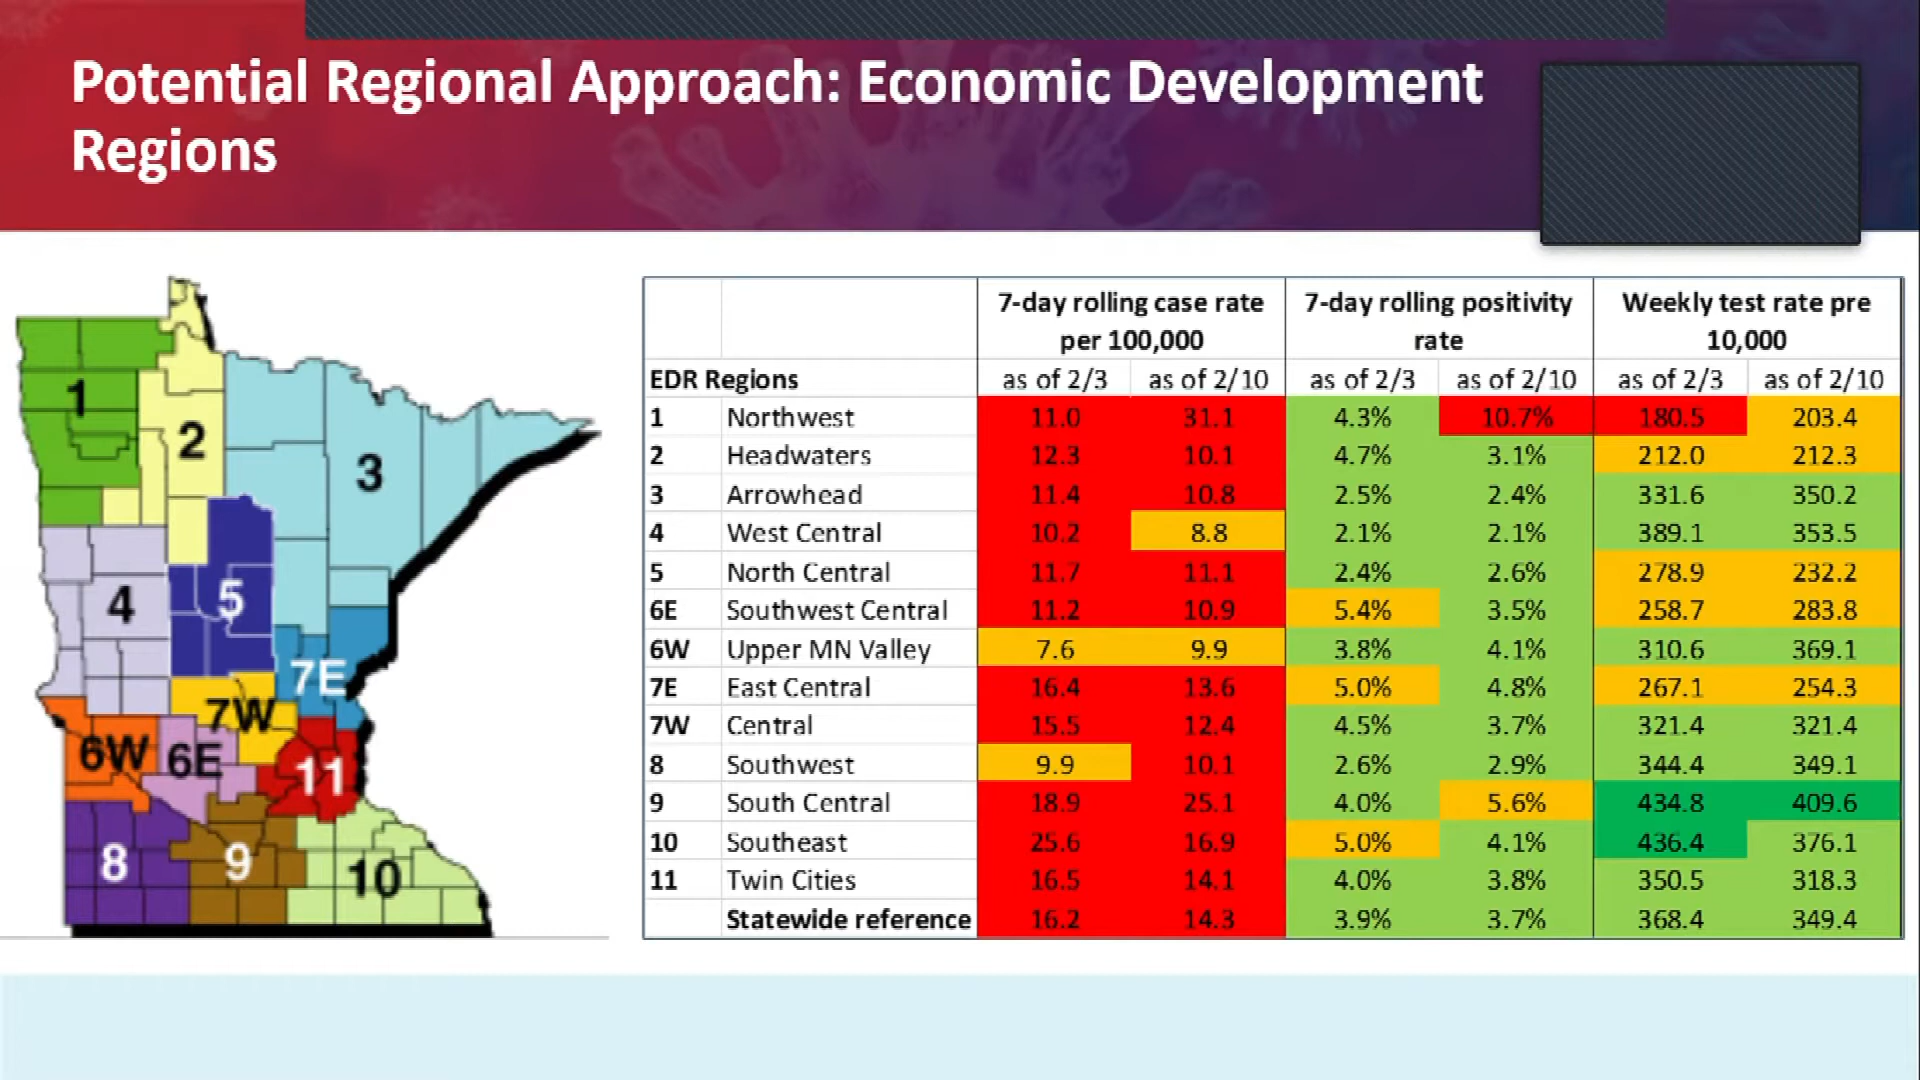 Potential Regional Approach: Economic Development
Regions
1
2
3
4
5
7E
7W
6W
6E
11
8
9
10
7-day rolling case rate per 100,000 7-day rolling positivity rate Weekly test rate pre 10,000
EDR Regions as of 2/3 as of 2/10 as of 2/3 as of 2/10 as of 2/3 as of 2/10
1 Northwest 11.0 31.1 4.3% 10.7% 180.5 203.4
2 Headwaters 12.3 10.1 4.7% 3.1% 212.0 212.3
3 Arrowhead 11.4 10.8 2.5% 2.4% 331.6 350.2
4 West Central 10.2 8.8 2.1% 2.1% 389.1 353.5
5 North Central 11.7 11.1 2.4% 2.6% 278.9 232.2
6E Southwest Central 11.2 10.9 5.4% 3.5% 258.7 283.8
6W Upper MN Valley 7.6 9.9 3.8% 4.1% 310.6 369.1
7E East Central 16.4 13.6 5.0% 4.8% 267.1 254.3
7W Central 15.5 12.4 4.5% 3.7% 321.4 321.4
8 Southwest 9.9 10.1 2.6% 2.9% 344.4 349.1
9 South Central 18.9 25.1 4.0% 5.6% 434.8 409.6
10 Southeast 25.6 16.9 5.0% 4.1% 436.4 376.1
11 Twin Cities 16.5 14.1 4.0% 3.8% 350.5 318.3
Statewide reference 16.2 14.3 3.9% 3.7% 368.4 349.4